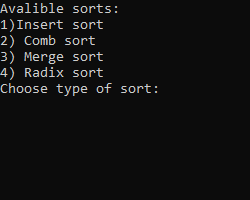 Avalible sorts:
1)Insert sort
2) Comb sort
3) Merge sort
4) Radix sort
Choose type of sort: